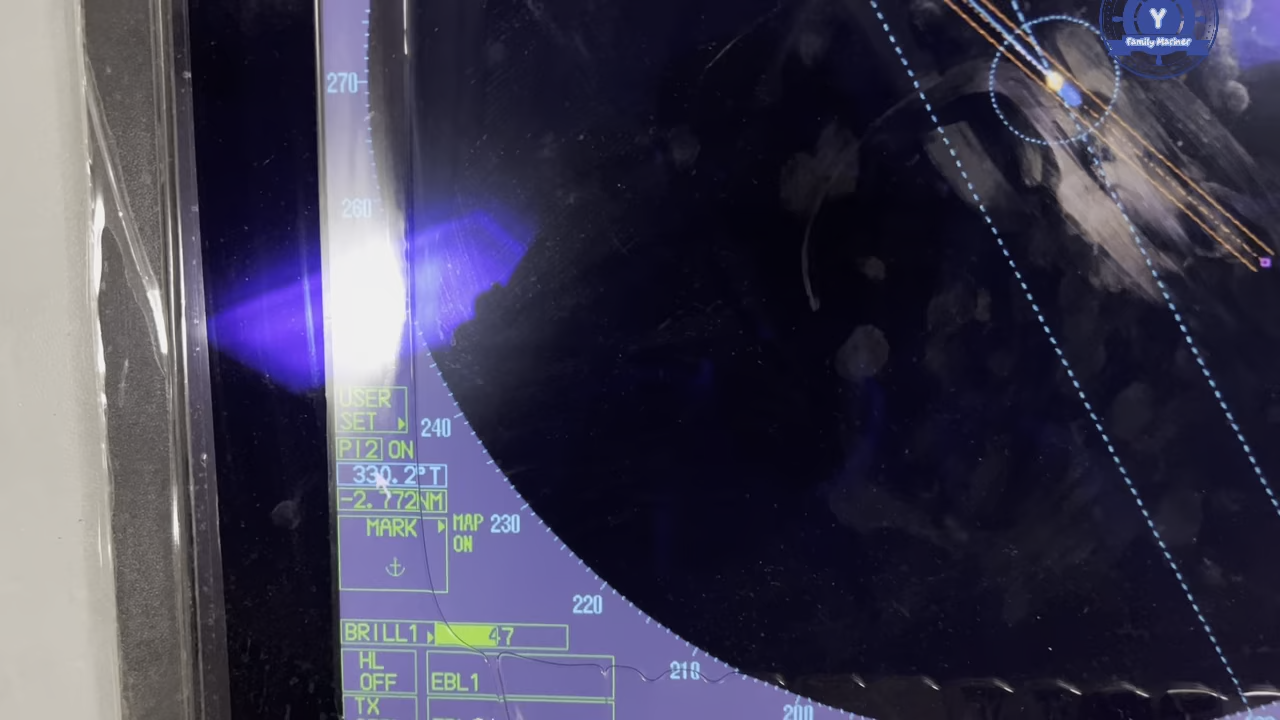 Y
Family Mariner
270
260
USER
SET
240
PI2 ON
330.2°T
-2.772NM
MARK
MAP
ON
230
220
BRILL1 47
HL
OFF
EBL1
210
TX
200